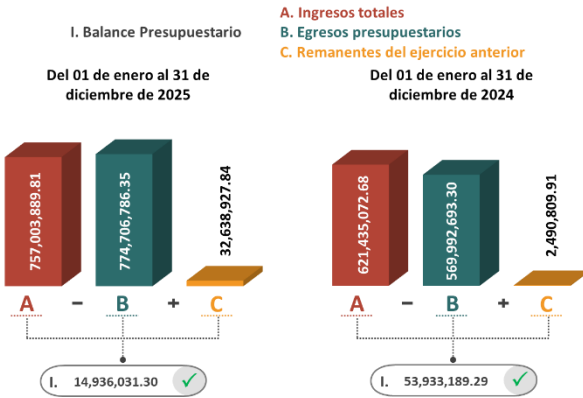 A. Ingresos totales
I. Balance Presupuestario
B. Egresos presupuestarios
C. Remanentes del ejercicio anterior
Del 01 de enero al 31 de
diciembre de 2025
757,003,889.81
774,706,786.35
32,638,927.84
A − B + C
I. 14,936,031.30 ✓
Del 01 de enero al 31 de
diciembre de 2024
621,435,072.68
569,992,693.30
2,490,809.91
A − B + C
I. 53,933,189.29 ✓